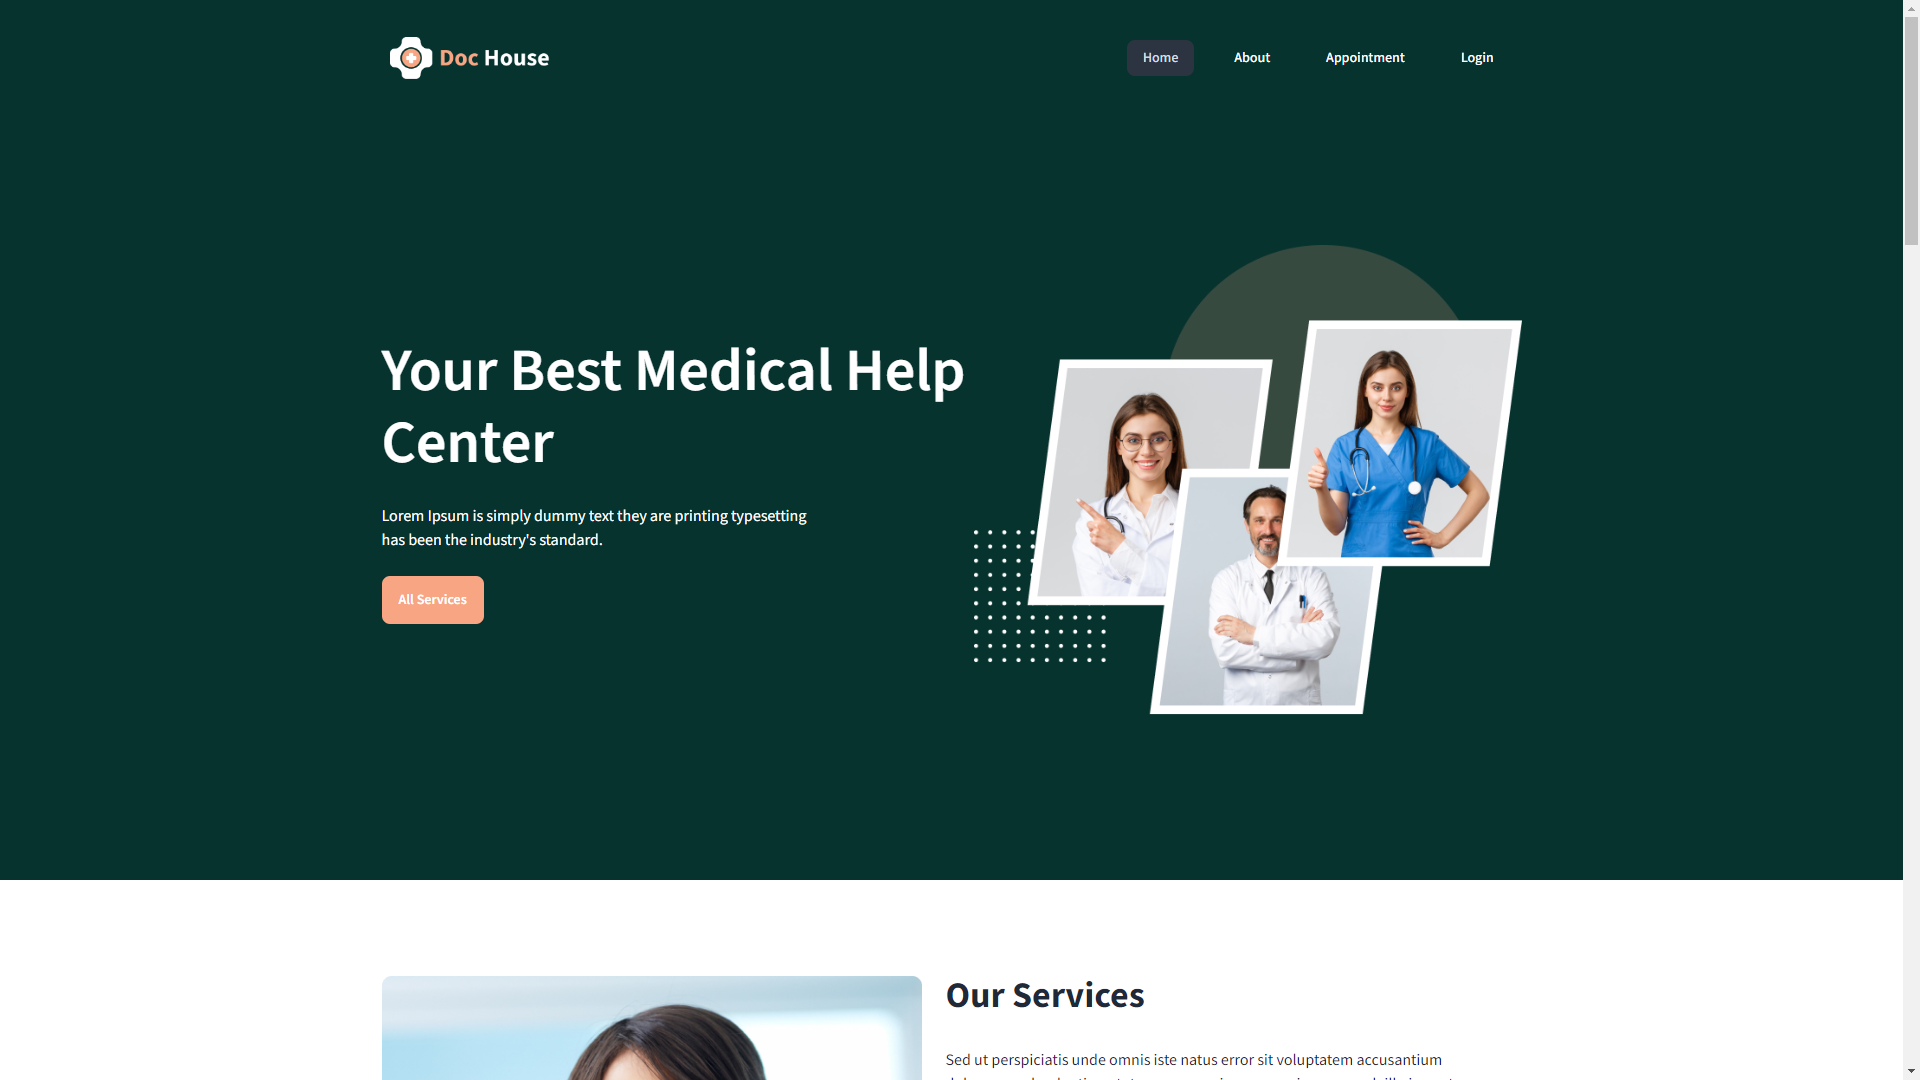 Doc House
Home
About
Appointment
Login
Your Best Medical Help
Center
Lorem Ipsum is simply dummy text they are printing typesetting
has been the industry's standard.
All Services
Our Services
Sed ut perspiciatis unde omnis iste natus error sit voluptatem accusantium